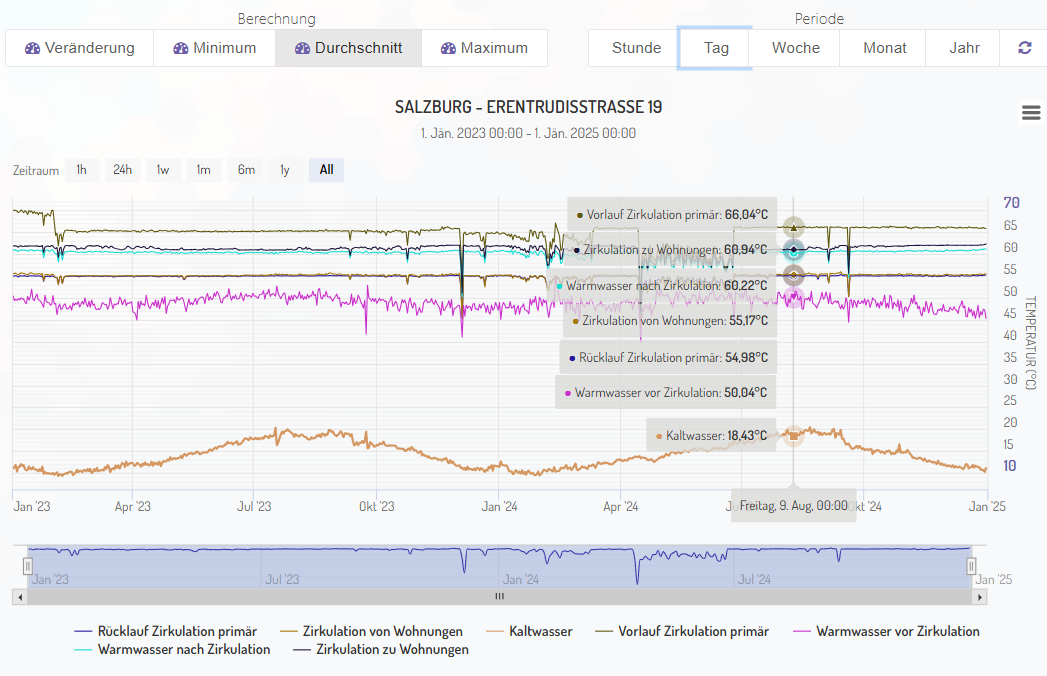 Berechnung
Periode
Veränderung Minimum Durchschnitt Maximum
Stunde Tag Woche Monat Jahr
SALZBURG - ERENTRUDISSTRASSE 19
1. Jän. 2023 00:00 - 1. Jän. 2025 00:00
Zeitraum 1h 24h 1w 1m 6m 1y All
70
65
60
55
50
45
40
35
30
25
20
15
10
TEMPERATUR (°C)
Vorlauf Zirkulation primär: 66,04°C
Zirkulation zu Wohnungen: 60,94°C
Warmwasser nach Zirkulation: 60,22°C
Zirkulation von Wohnungen: 55,17°C
Rücklauf Zirkulation primär: 54,98°C
Warmwasser vor Zirkulation: 50,04°C
Kaltwasser: 18,43°C
Freitag, 9. Aug, 00:00
Jan '23 Apr '23 Jul '23 Okt '23 Jan '24 Apr '24 Jan '25
Jan '23 Jul '23 Jan '24 Jul '24 Jan '25
Rücklauf Zirkulation primär Zirkulation von Wohnungen Kaltwasser Vorlauf Zirkulation primär Warmwasser vor Zirkulation
Warmwasser nach Zirkulation Zirkulation zu Wohnungen